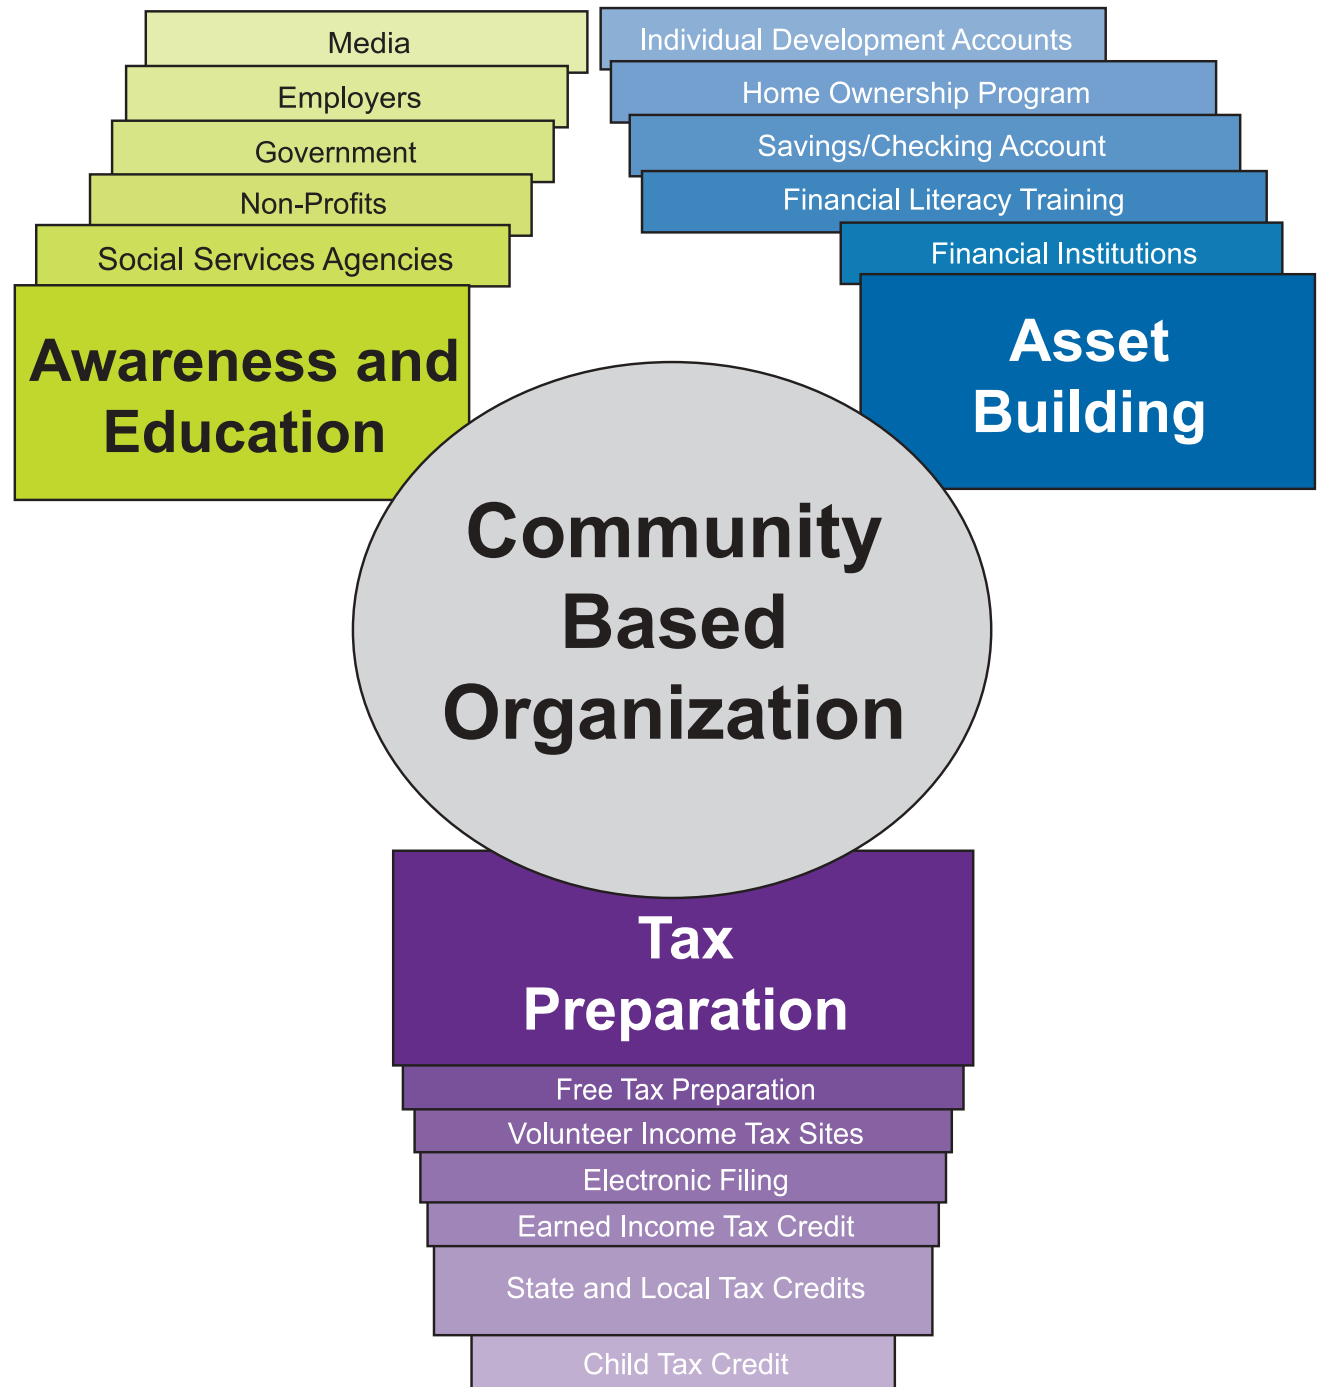 Media
Employers
Government
Non-Profits
Social Services Agencies
Awareness and
Education
Individual Development Accounts
Home Ownership Program
Savings/Checking Account
Financial Literacy Training
Financial Institutions
Asset
Building
Community
Based
Organization
Tax
Preparation
Free Tax Preparation
Volunteer Income Tax Sites
Electronic Filing
Earned Income Tax Credit
State and Local Tax Credits
Child Tax Credit